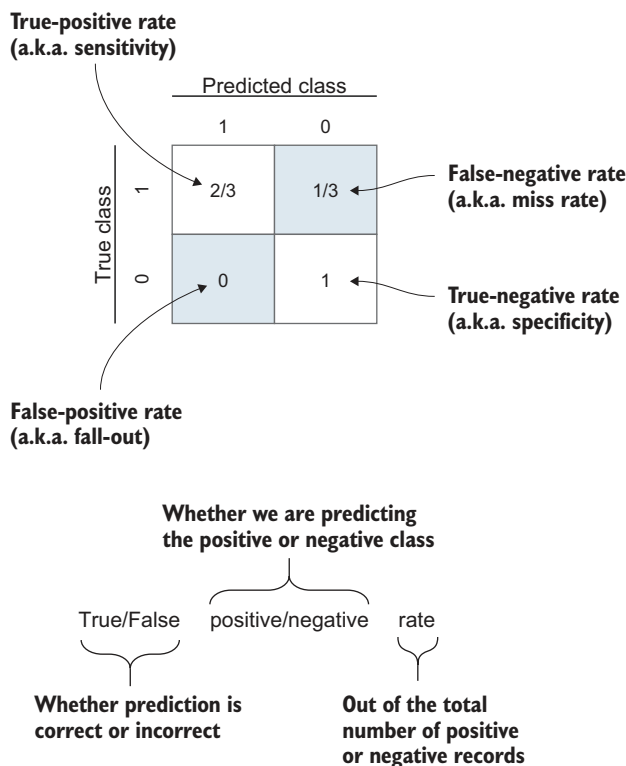 True-positive rate
(a.k.a. sensitivity)
Predicted class
1 0
True class
1
2/3 1/3
False-negative rate
(a.k.a. miss rate)
0
0 1
True-negative rate
(a.k.a. specificity)
False-positive rate
(a.k.a. fall-out)
Whether we are predicting
the positive or negative class
True/False positive/negative rate
Whether prediction is
correct or incorrect
Out of the total
number of positive
or negative records